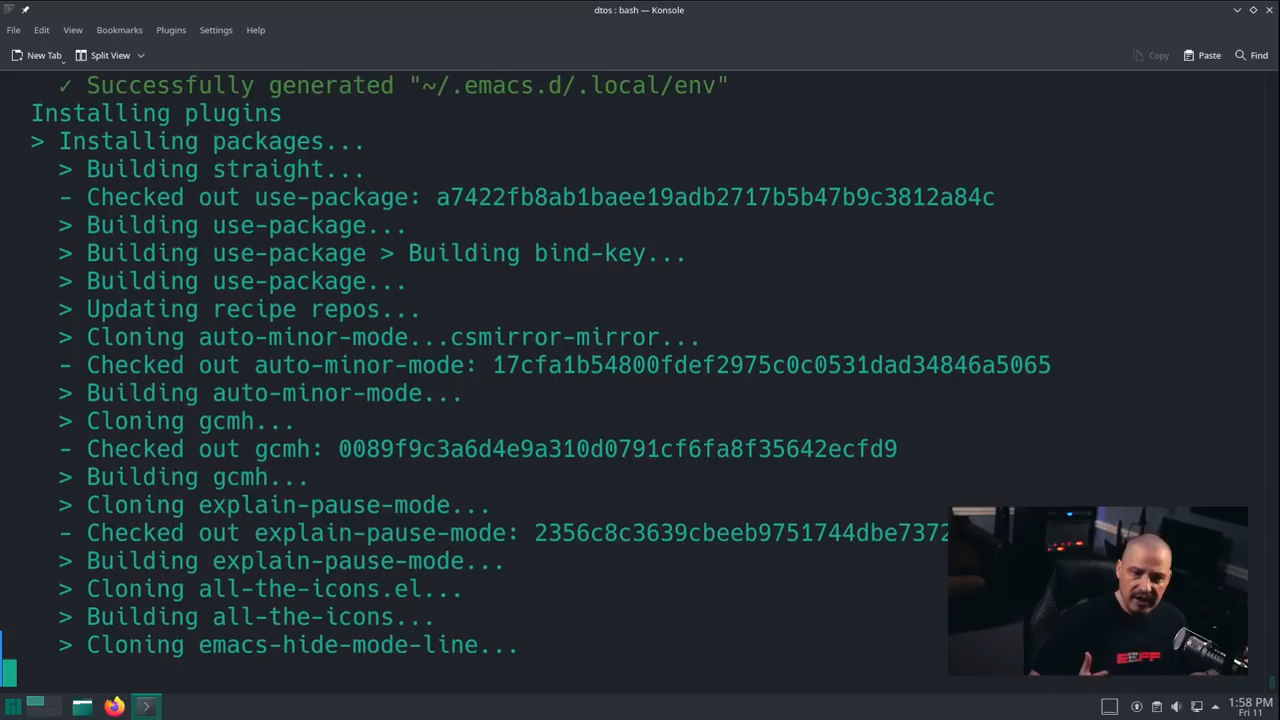 dtos : bash — Konsole
File Edit View Bookmarks Plugins Settings Help
New Tab Split View Copy Paste Find
✓ Successfully generated "~/.emacs.d/.local/env"
Installing plugins
> Installing packages...
> Building straight...
- Checked out use-package: a7422fb8ab1baee19adb2717b5b47b9c3812a84c
> Building use-package...
> Building use-package > Building bind-key...
> Building use-package...
> Updating recipe repos...
> Cloning auto-minor-mode...csmirror-mirror...
- Checked out auto-minor-mode: 17cfa1b54800fdef2975c0c0531dad34846a5065
> Building auto-minor-mode...
> Cloning gcmh...
- Checked out gcmh: 0089f9c3a6d4e9a310d0791cf6fa8f35642ecfd9
> Building gcmh...
> Cloning explain-pause-mode...
- Checked out explain-pause-mode: 2356c8c3639cbeeb9751744dbe7372
> Building explain-pause-mode...
> Cloning all-the-icons.el...
> Building all-the-icons...
> Cloning emacs-hide-mode-line...
1:58 PM
Fri 11